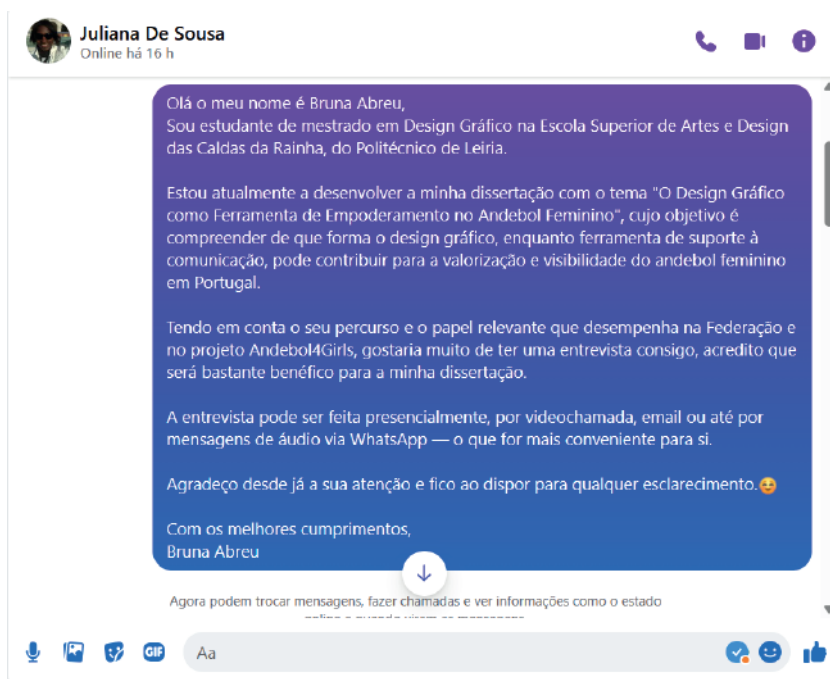 Juliana De Sousa
Online há 16 h
Olá o meu nome é Bruna Abreu,
Sou estudante de mestrado em Design Gráfico na Escola Superior de Artes e Design
das Caldas da Rainha, do Politécnico de Leiria.
Estou atualmente a desenvolver a minha dissertação com o tema "O Design Gráfico
como Ferramenta de Empoderamento no Andebol Feminino", cujo objetivo é
compreender de que forma o design gráfico, enquanto ferramenta de suporte à
comunicação, pode contribuir para a valorização e visibilidade do andebol feminino
em Portugal.
Tendo em conta o seu percurso e o papel relevante que desempenha na Federação e
no projeto Andebol4Girls, gostaria muito de ter uma entrevista consigo, acredito que
será bastante benéfico para a minha dissertação.
A entrevista pode ser feita presencialmente, por videochamada, email ou até por
mensagens de áudio via WhatsApp — o que for mais conveniente para si.
Agradeço desde já a sua atenção e fico ao dispor para qualquer esclarecimento.😊
Com os melhores cumprimentos,
Bruna Abreu
Agora podem trocar mensagens, fazer chamadas e ver informações como o estado
GIF
Aa